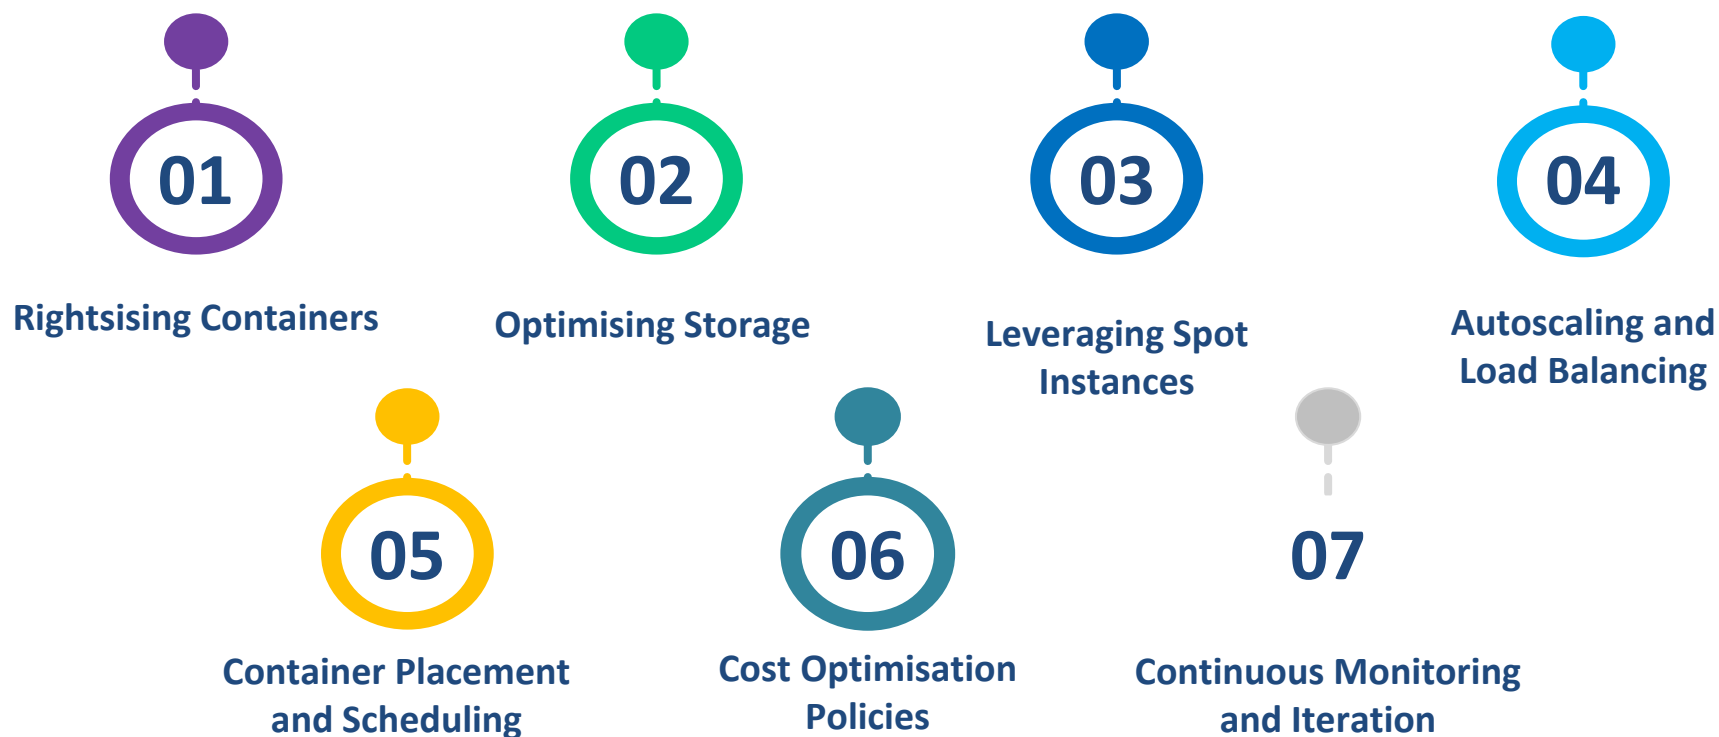 01
02
03
04
Rightsising Containers
Optimising Storage
Leveraging Spot
Instances
Autoscaling and
Load Balancing
05
06
07
Container Placement
and Scheduling
Cost Optimisation
Policies
Continuous Monitoring
and Iteration